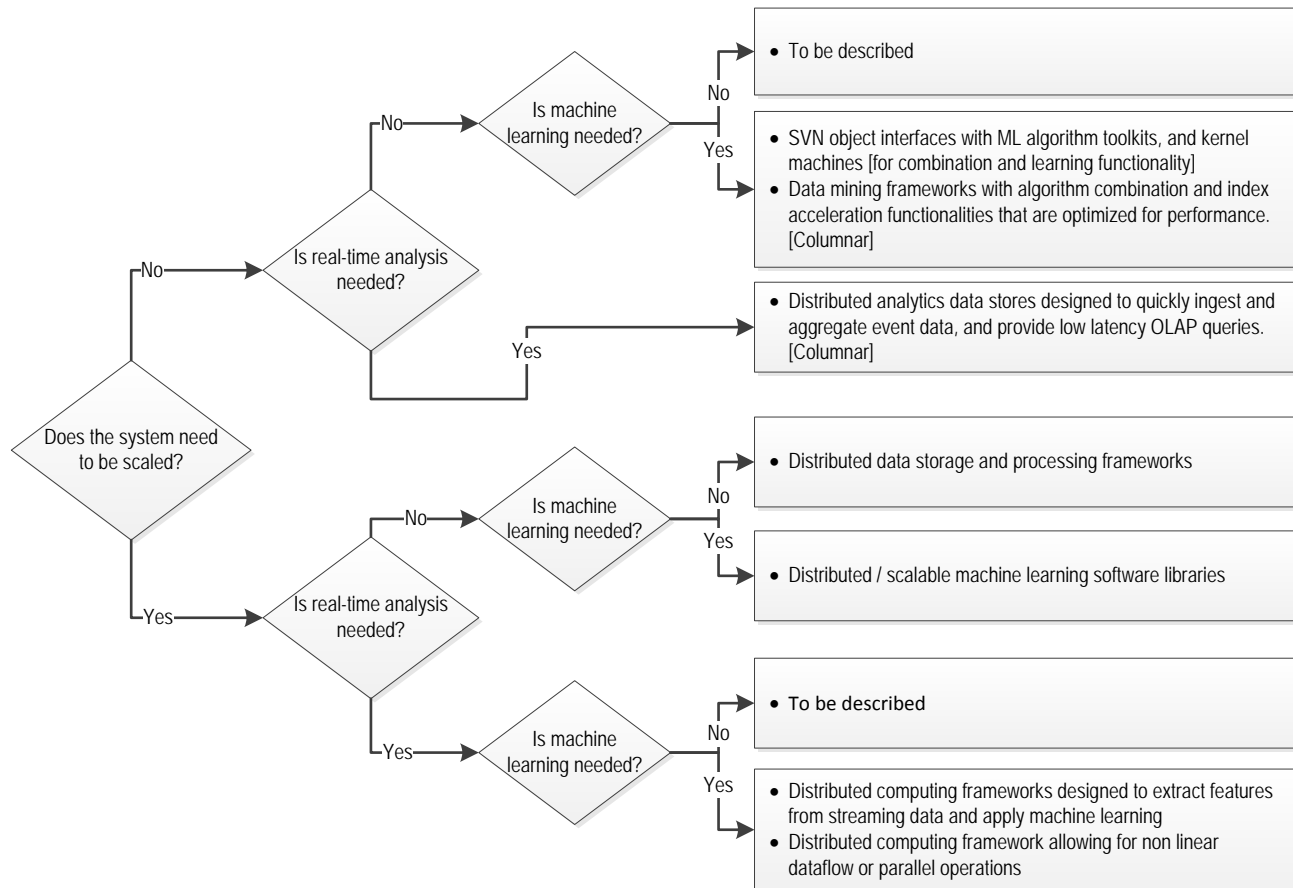 • To be described
Is machine
learning needed?
No
No
Yes
• SVN object interfaces with ML algorithm toolkits, and kernel
machines [for combination and learning functionality]
• Data mining frameworks with algorithm combination and index
acceleration functionalities that are optimized for performance.
[Columnar]
Is real-time analysis
needed?
No
• Distributed analytics data stores designed to quickly ingest and
aggregate event data, and provide low latency OLAP queries.
[Columnar]
Yes
Does the system need
to be scaled?
• Distributed data storage and processing frameworks
Is machine
learning needed?
No
No
Yes
• Distributed / scalable machine learning software libraries
Is real-time analysis
needed?
Yes
• To be described
Is machine
learning needed?
No
Yes
Yes
• Distributed computing frameworks designed to extract features
from streaming data and apply machine learning
• Distributed computing framework allowing for non linear
dataflow or parallel operations